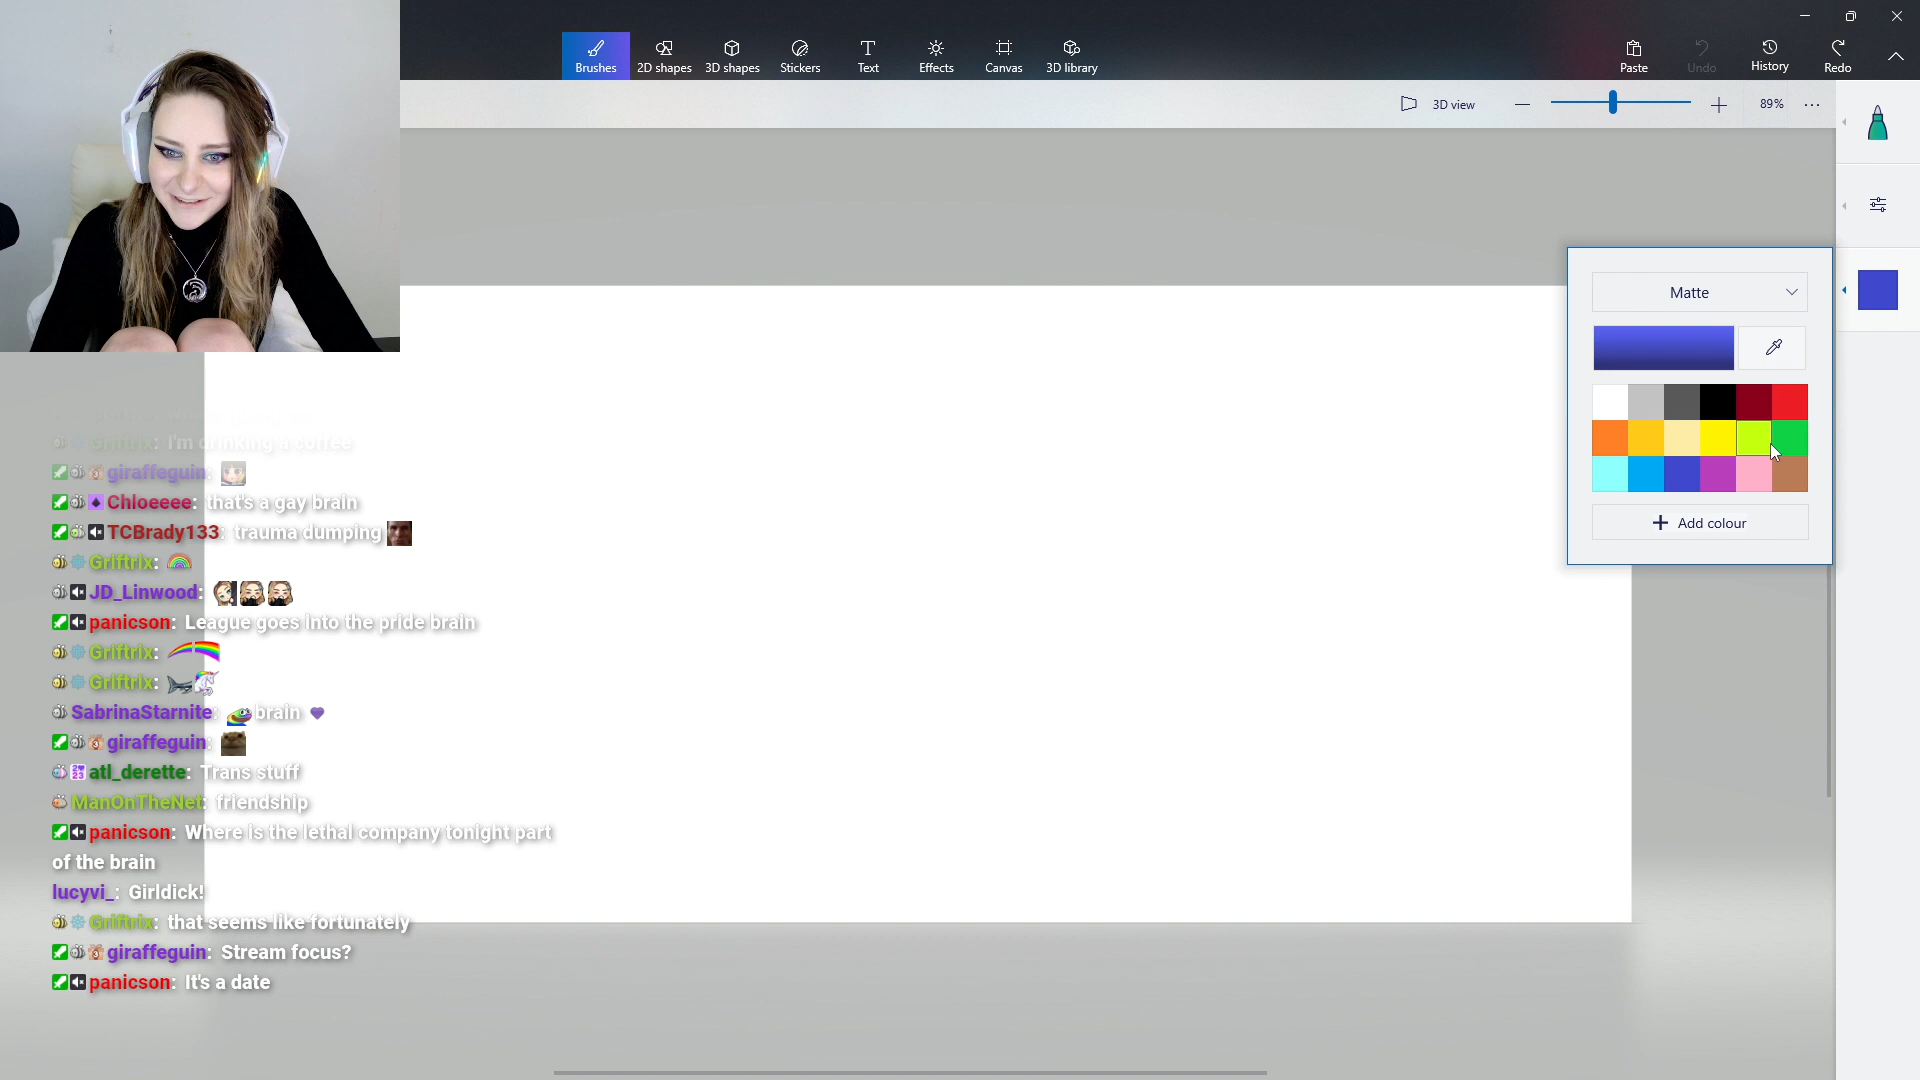 Brushes 2D shapes 3D shapes Stickers Text Effects Canvas 3D library Paste Undo History Redo
3D view 89%
Matte
Add colour
Griftrix: i'm drinking a coffee
giraffeguin:
Chloeeee: that's a gay brain
TCBrady133: trauma dumping
Griftrix:
JD_Linwood:
panicson: League goes into the pride brain
Griftrix:
Griftrix:
SabrinaStarnite: brain
giraffeguin:
atl_derette: Trans stuff
ManOnTheNet: friendship
panicson: Where is the lethal company tonight part
of the brain
lucyvi_: Girldick!
Griftrix: that seems like fortunately
giraffeguin: Stream focus?
panicson: It's a date